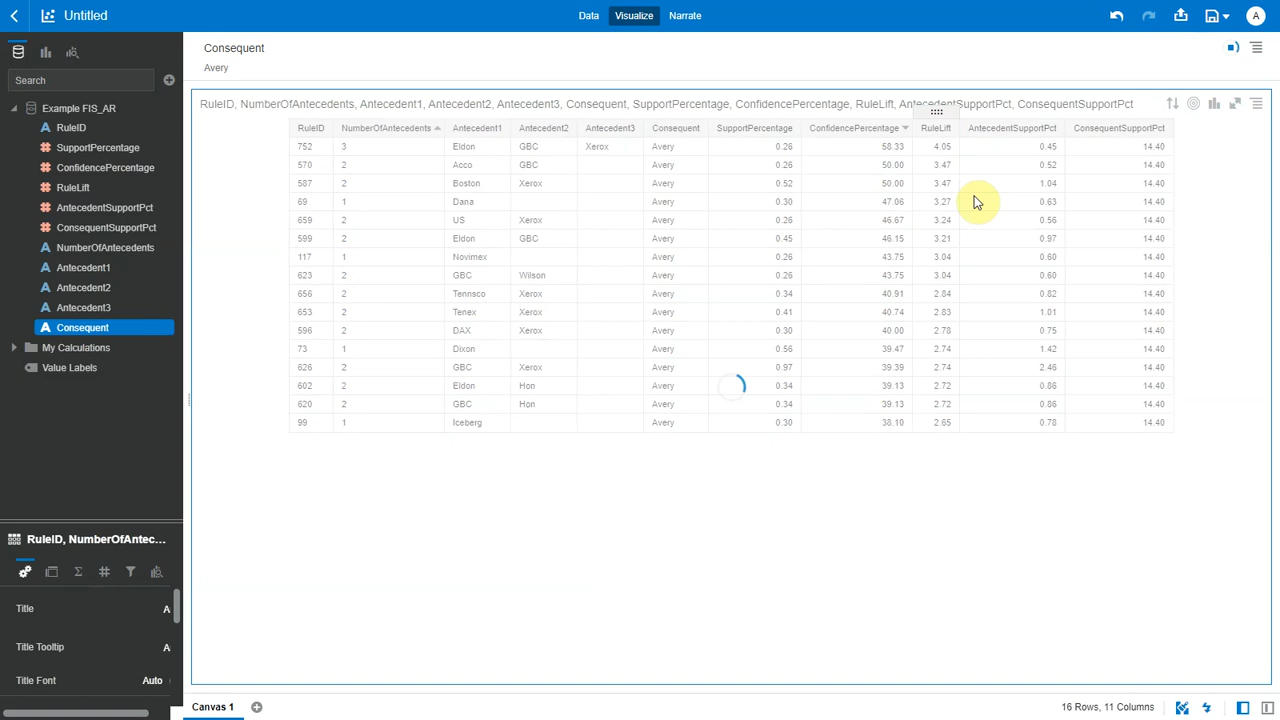 Untitled
Data Visualize Narrate
A
Search
Example FIS_AR
A RuleID
SupportPercentage
ConfidencePercentage
RuleLift
AntecedentSupportPct
ConsequentSupportPct
A NumberOfAntecedents
A Antecedent1
A Antecedent2
A Antecedent3
A Consequent
My Calculations
Value Labels
RuleID, NumberOfAntec...
Title A
Title Tooltip A
Title Font Auto
Consequent
Avery
RuleID, NumberOfAntecedents, Antecedent1, Antecedent2, Antecedent3, Consequent, SupportPercentage, ConfidencePercentage, RuleLift, AntecedentSupportPct, ConsequentSupportPct
RuleID NumberOfAntecedents Antecedent1 Antecedent2 Antecedent3 Consequent SupportPercentage ConfidencePercentage RuleLift AntecedentSupportPct ConsequentSupportPct
752 3 Eldon GBC Xerox Avery 0.26 58.33 4.05 0.45 14.40
570 2 Acco GBC Avery 0.26 50.00 3.47 0.52 14.40
587 2 Boston Xerox Avery 0.52 50.00 3.47 1.04 14.40
69 1 Dana Avery 0.30 47.06 3.27 0.63 14.40
659 2 US Xerox Avery 0.26 46.67 3.24 0.56 14.40
599 2 Eldon GBC Avery 0.45 46.15 3.21 0.97 14.40
117 1 Novimex Avery 0.26 43.75 3.04 0.60 14.40
623 2 GBC Wilson Avery 0.26 43.75 3.04 0.60 14.40
656 2 Tennsco Xerox Avery 0.34 40.91 2.84 0.82 14.40
653 2 Tenex Xerox Avery 0.41 40.74 2.83 1.01 14.40
596 2 DAX Xerox Avery 0.30 40.00 2.78 0.75 14.40
73 1 Dixon Avery 0.56 39.47 2.74 1.42 14.40
626 2 GBC Xerox Avery 0.97 39.39 2.74 2.46 14.40
602 2 Eldon Hon Avery 0.34 39.13 2.72 0.86 14.40
620 2 GBC Hon Avery 0.34 39.13 2.72 0.86 14.40
99 1 Iceberg Avery 0.30 38.10 2.65 0.78 14.40
Canvas 1
16 Rows, 11 Columns